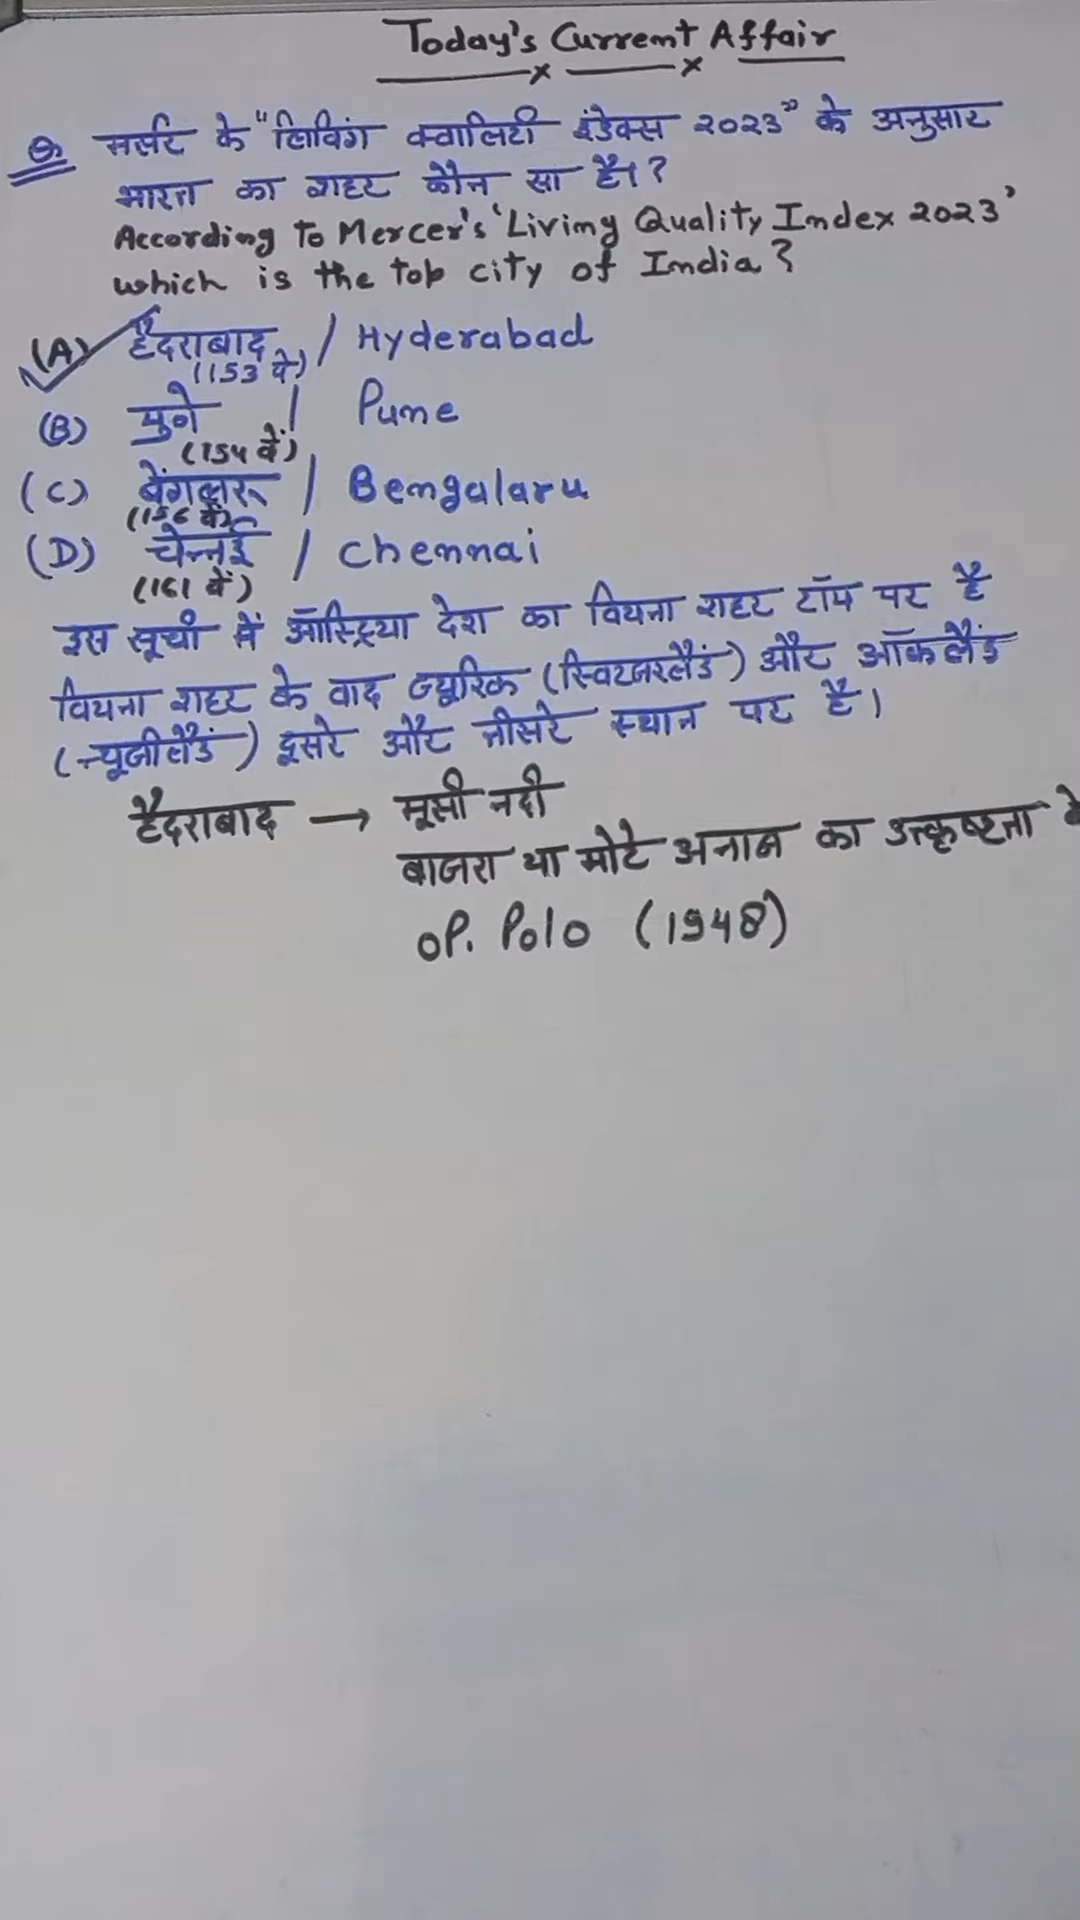 Today's Current Affair
Q. मर्सर के "लिविंग क्वालिटी इंडेक्स 2023" के अनुसार
भारत का शहर कौन सा है।?
According To Mercer's 'Living Quality Index 2023'
which is the top city of India?
(A) हैदराबाद / Hyderabad
(153 वें)
(B) पुणे / Pune
(154 वें)
(C) बेंगलुरू / Bengalaru
(156 वें)
(D) चेन्नई / Chennai
(161 वें)
इस सूची में ऑस्ट्रिया देश का वियना शहर टॉप पर है
वियना शहर के बाद ज्यूरिक (स्विटजरलैंड) और ऑकलैंड
(न्यूजीलैंड) दूसरे और तीसरे स्थान पर है।
हैदराबाद → मूसी नदी
बाजरा या मोटे अनाज का उत्कृष्टता के
OP. Polo (1948)